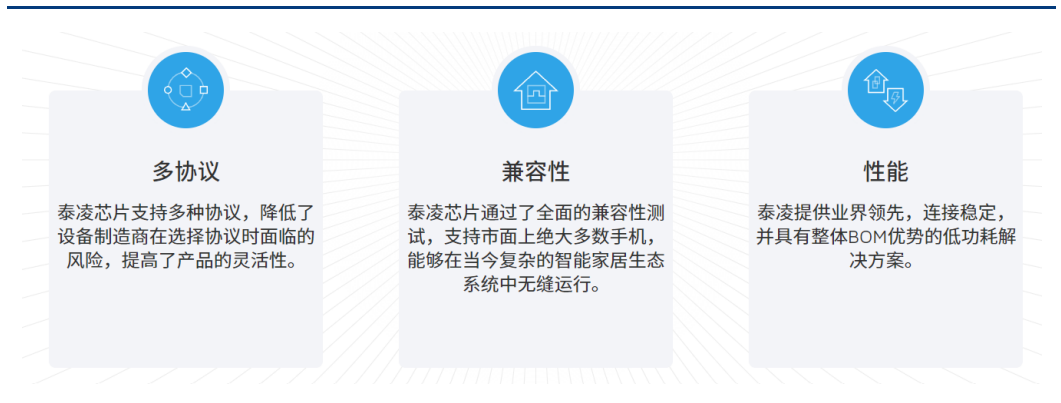 多协议
泰凌芯片支持多种协议，降低了
设备制造商在选择协议时面临的
风险，提高了产品的灵活性。
兼容性
泰凌芯片通过了全面的兼容性测
试，支持市面上绝大多数手机，
能够在当今复杂的智能家居生态
系统中无缝运行。
性能
泰凌提供业界领先，连接稳定，
并具有整体BOM优势的低功耗解
决方案。